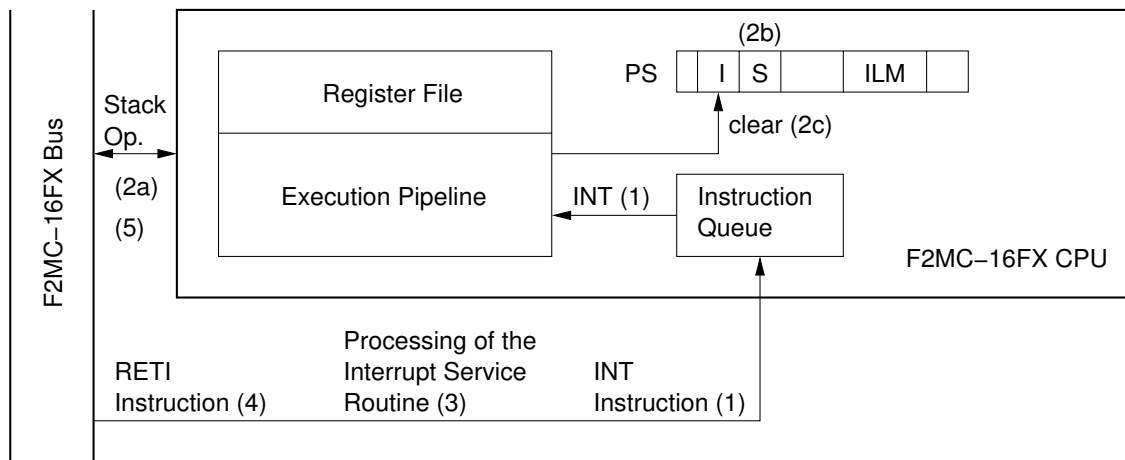 (2b)
PS
I
S
ILM
Register File
Stack
Op.
clear (2c)
F2MC−16FX Bus
(2a)
Execution Pipeline
INT (1)
Instruction
Queue
(5)
F2MC−16FX CPU
Processing of the
RETI
Interrupt Service
INT
Instruction (4)
Routine (3)
Instruction (1)